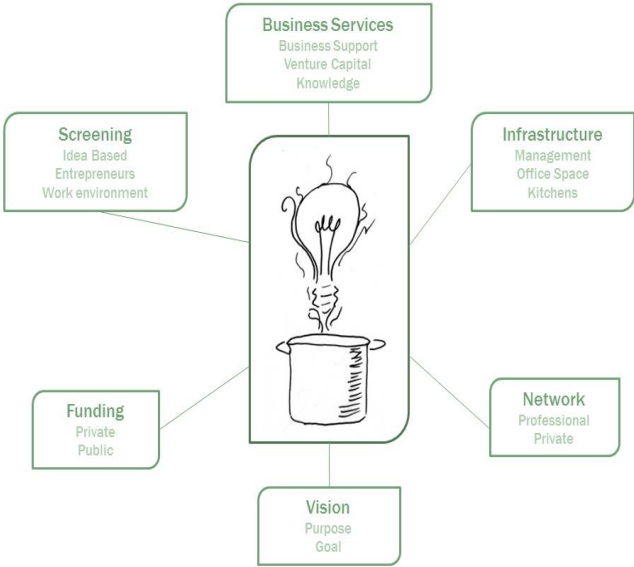 Business Services
Business Support
Venture Capital
Knowledge
Screening
Idea Based
Entrepreneurs
Work environment
Infrastructure
Management
Office Space
Kitchens
Funding
Private
Public
Network
Professional
Private
Vision
Purpose
Goal